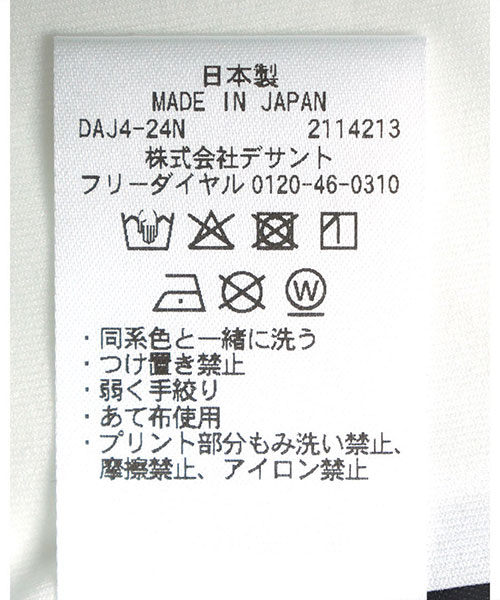 日本製
MADE IN JAPAN
DAJ4-24N 2114213
株式会社デサント
フリーダイヤル 0120-46-0310
W
・同系色と一緒に洗う
・つけ置き禁止
・弱く手絞り
・あて布使用
・プリント部分もみ洗い禁止、
摩擦禁止、アイロン禁止